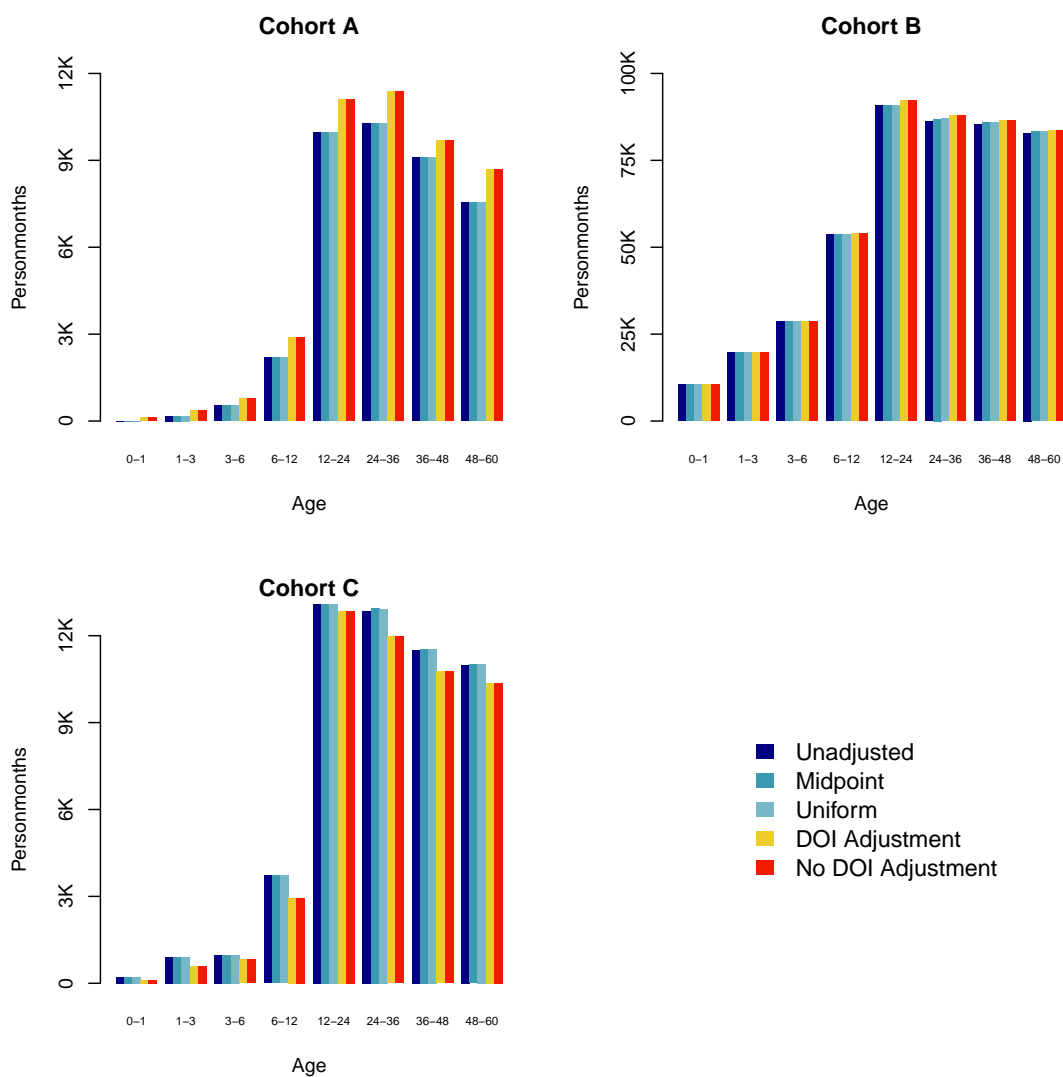 Cohort A
Personmonths
0
3K
6K
9K
12K
0–1
1–3
3–6
6–12
12–24
24–36
36–48
48–60
Age
Cohort B
Personmonths
0
25K
50K
75K
100K
0–1
1–3
3–6
6–12
12–24
24–36
36–48
48–60
Age
Cohort C
Personmonths
0
3K
6K
9K
12K
0–1
1–3
3–6
6–12
12–24
24–36
36–48
48–60
Age
Unadjusted
Midpoint
Uniform
DOI Adjustment
No DOI Adjustment